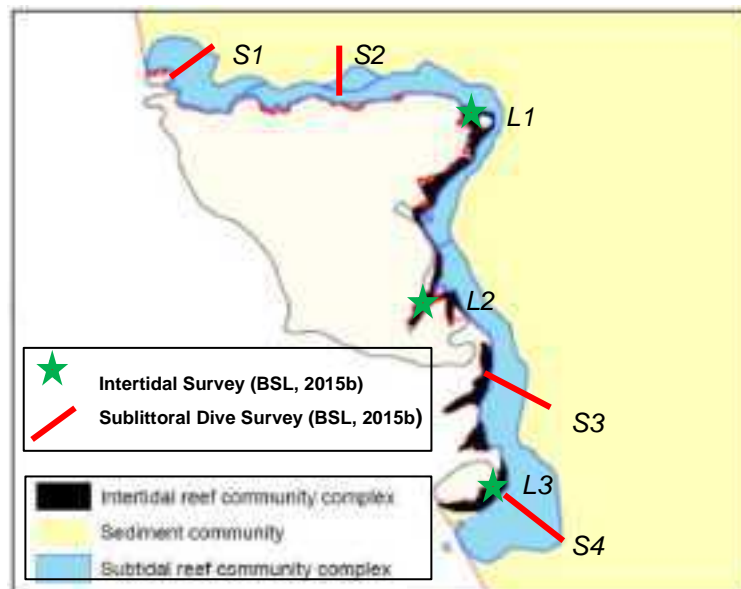 S1
S2
L1
L2
Intertidal Survey (BSL, 2015b)
Sublittoral Dive Survey (BSL, 2015b)
S3
L3
Intertidal reef community complex
Sediment community
S4
Subtidal reef community complex